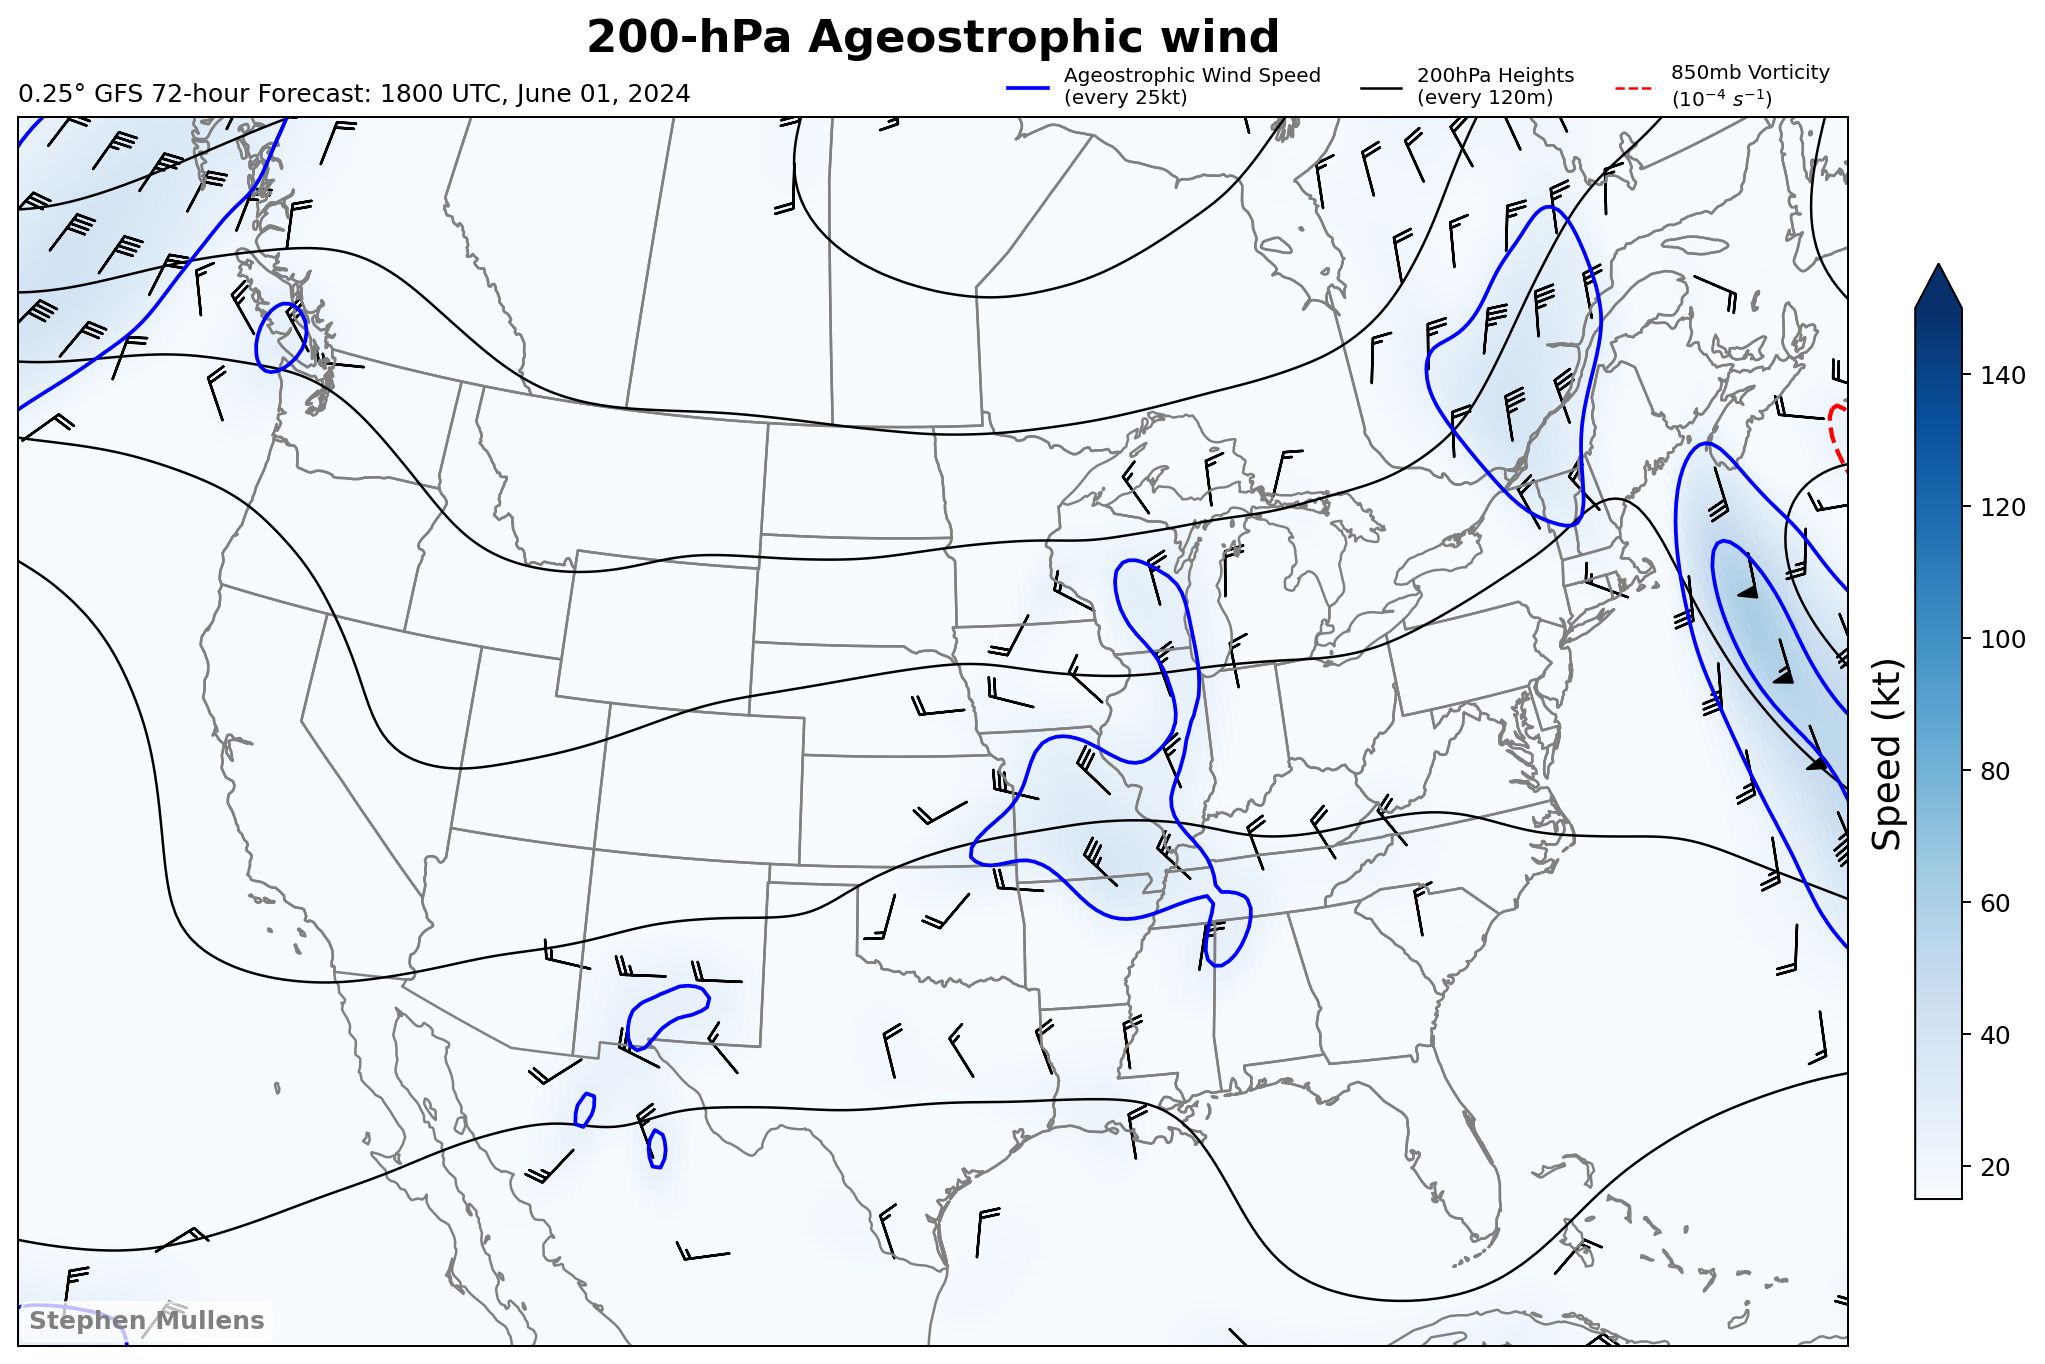 200-hPa Ageostrophic wind
0.25° GFS 72-hour Forecast: 1800 UTC, June 01, 2024
Ageostrophic Wind Speed
(every 25kt)
200hPa Heights
(every 120m)
850mb Vorticity
(10⁻⁴ s⁻¹)
140
120
100
80
60
40
20
Speed (kt)
Stephen Mullens